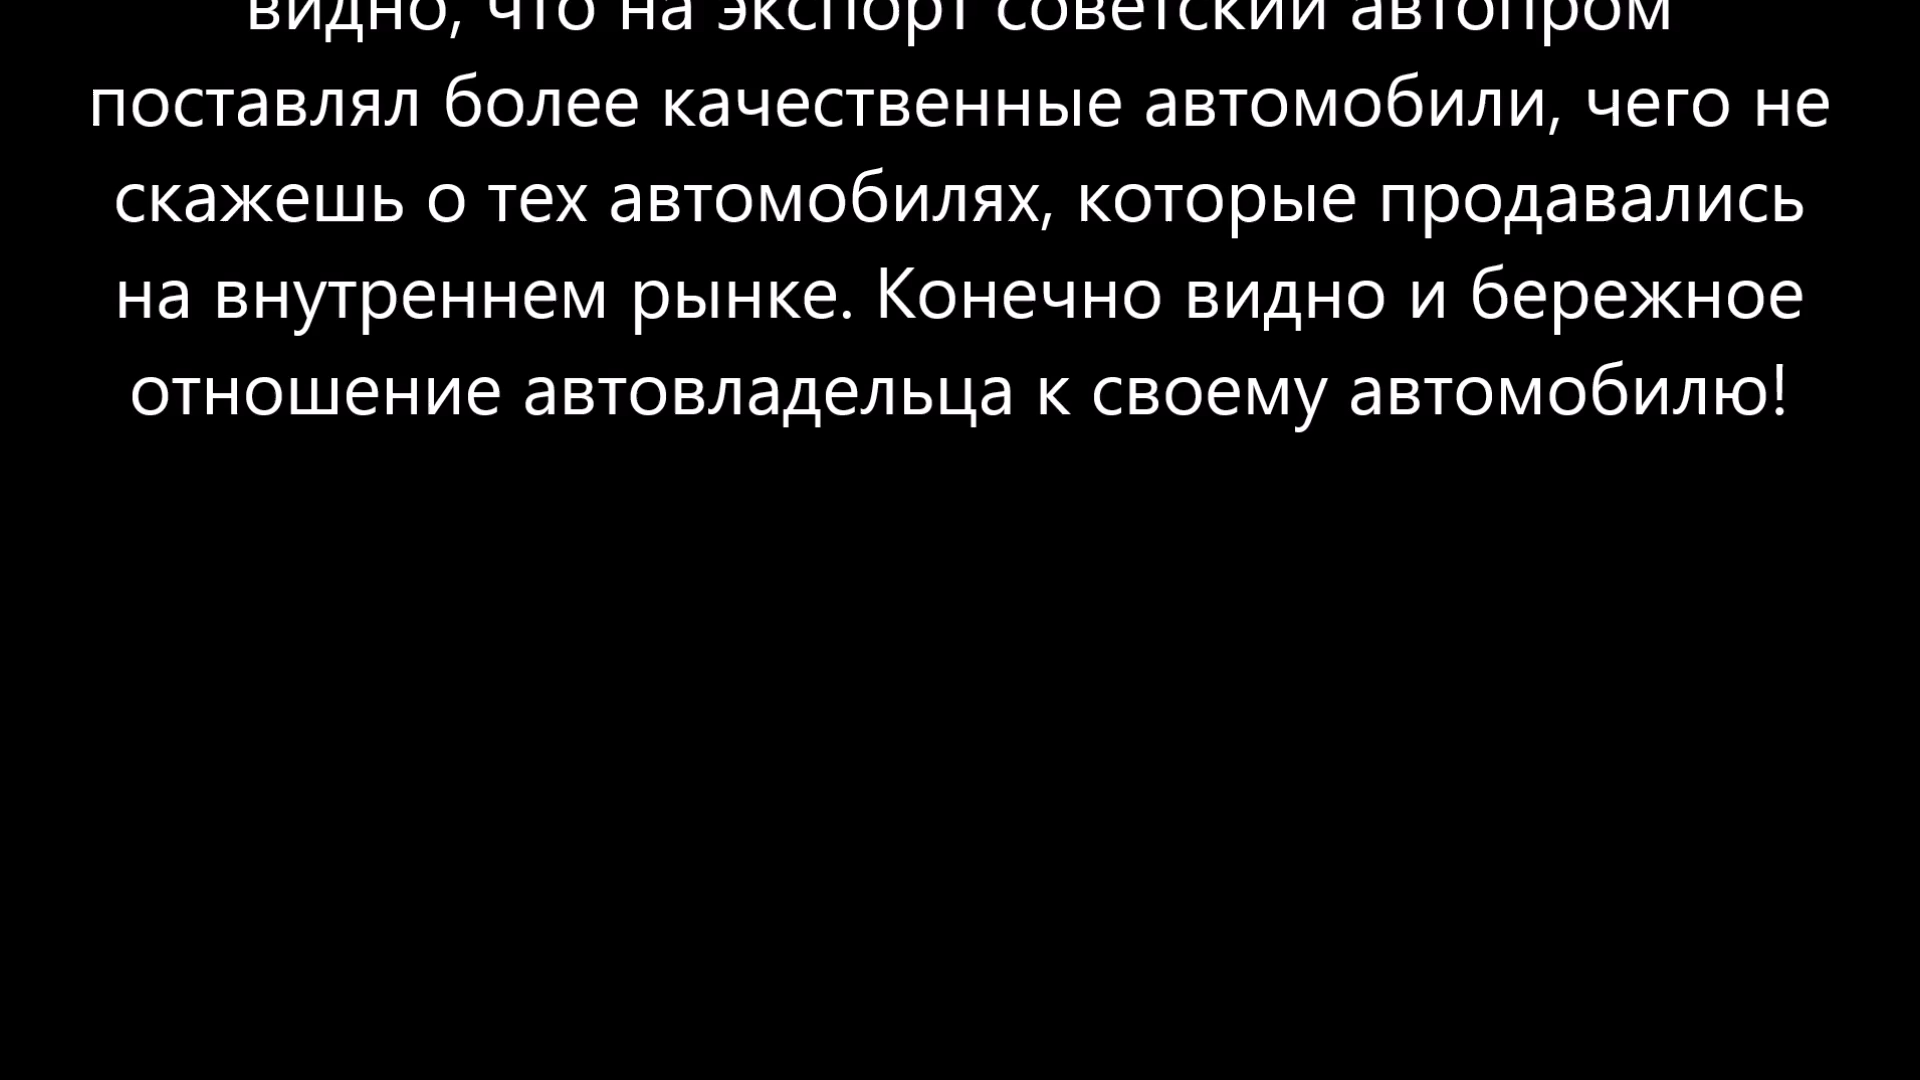 видно, что на экспорт советский автопром
поставлял более качественные автомобили, чего не
скажешь о тех автомобилях, которые продавались
на внутреннем рынке. Конечно видно и бережное
отношение автовладельца к своему автомобилю!